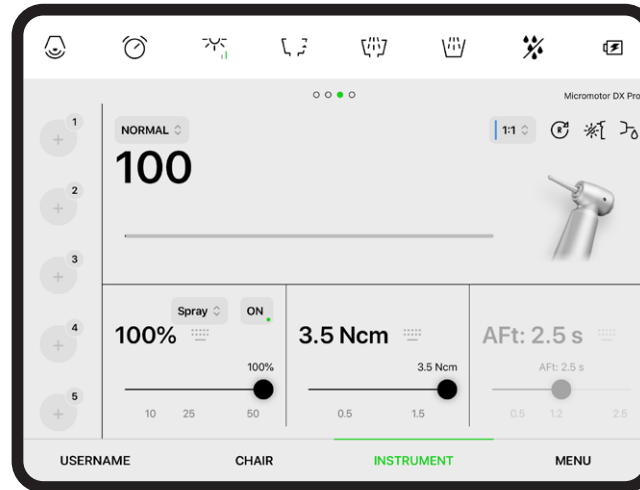 Micromotor DX Pro
1
NORMAL
1:1
R
100
2
3
Spray
ON
4
100%
3.5 Ncm
AFt: 2.5 s
100%
3.5 Ncm
AFt: 2.5 s
5
10 25 50
0.5 1.5
0.5 1.2 2.5
USERNAME CHAIR INSTRUMENT MENU